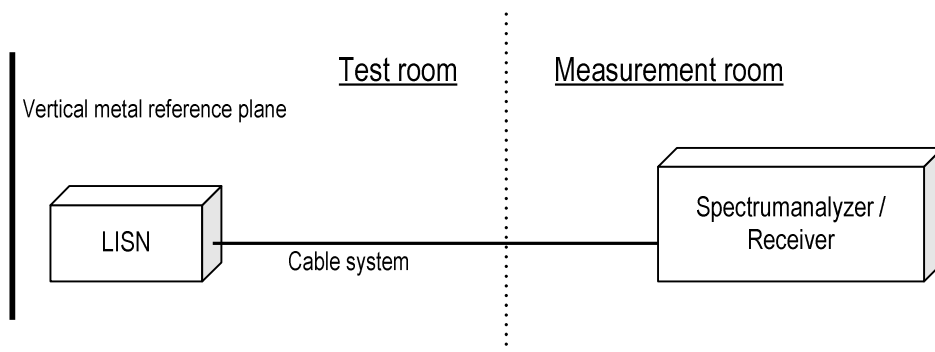 Test room
Measurement room
Vertical metal reference plane
LISN
Cable system
Spectrumanalyzer /
Receiver